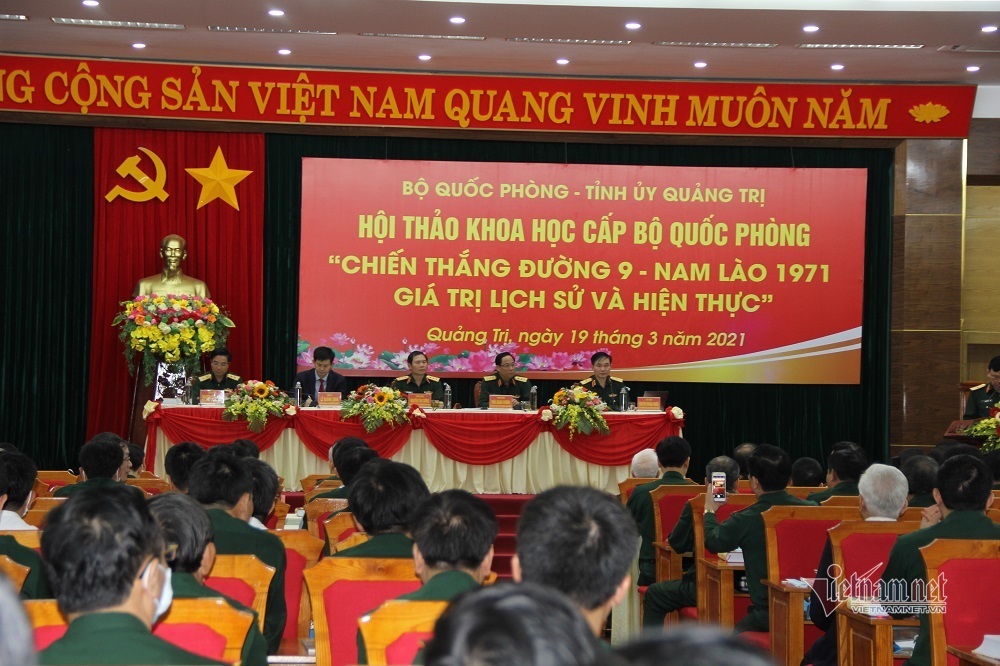 NG CỘNG SẢN VIỆT NAM QUANG VINH MUÔN NĂM
BỘ QUỐC PHÒNG - TỈNH ỦY QUẢNG TRỊ
HỘI THẢO KHOA HỌC CẤP BỘ QUỐC PHÒNG
“CHIẾN THẮNG ĐƯỜNG 9 - NAM LÀO 1971
GIÁ TRỊ LỊCH SỬ VÀ HIỆN THỰC”
Quảng Trị, ngày 19 tháng 3 năm 2021
vietnamnet
VIETNAMNET.VN